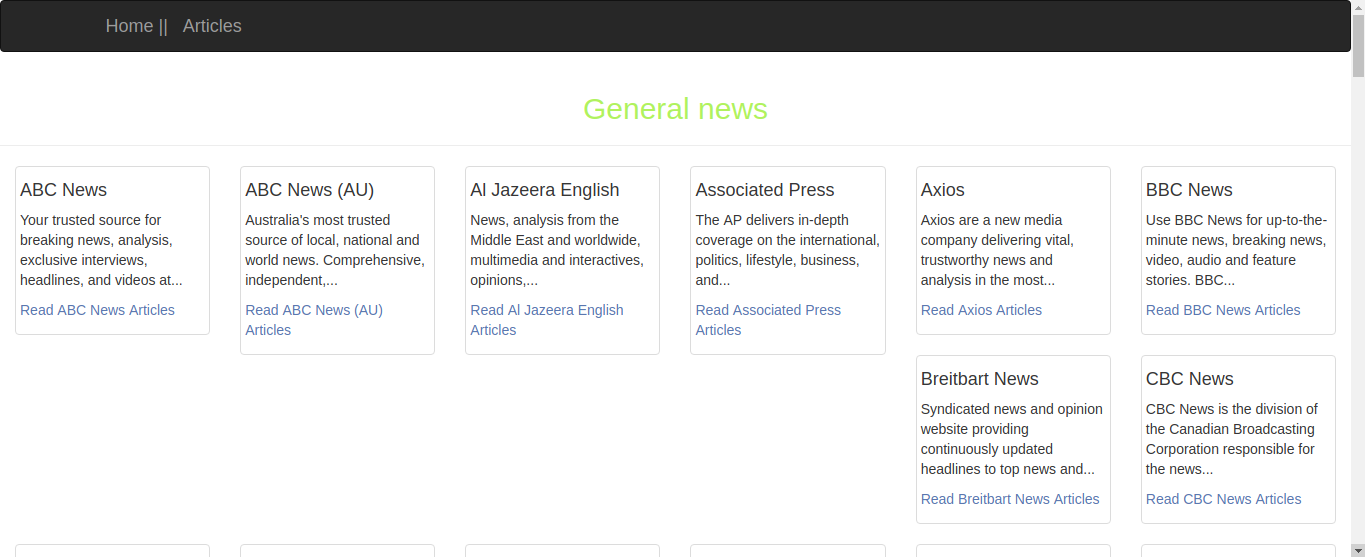 Home || Articles
General news
ABC News
Your trusted source for
breaking news, analysis,
exclusive interviews,
headlines, and videos at...
Read ABC News Articles
ABC News (AU)
Australia's most trusted
source of local, national and
world news. Comprehensive,
independent,...
Read ABC News (AU)
Articles
Al Jazeera English
News, analysis from the
Middle East and worldwide,
multimedia and interactives,
opinions,...
Read Al Jazeera English
Articles
Associated Press
The AP delivers in-depth
coverage on the international,
politics, lifestyle, business,
and...
Read Associated Press
Articles
Axios
Axios are a new media
company delivering vital,
trustworthy news and
analysis in the most...
Read Axios Articles
BBC News
Use BBC News for up-to-the-
minute news, breaking news,
video, audio and feature
stories. BBC...
Read BBC News Articles
Breitbart News
Syndicated news and opinion
website providing
continuously updated
headlines to top news and...
Read Breitbart News Articles
CBC News
CBC News is the division of
the Canadian Broadcasting
Corporation responsible for
the news...
Read CBC News Articles